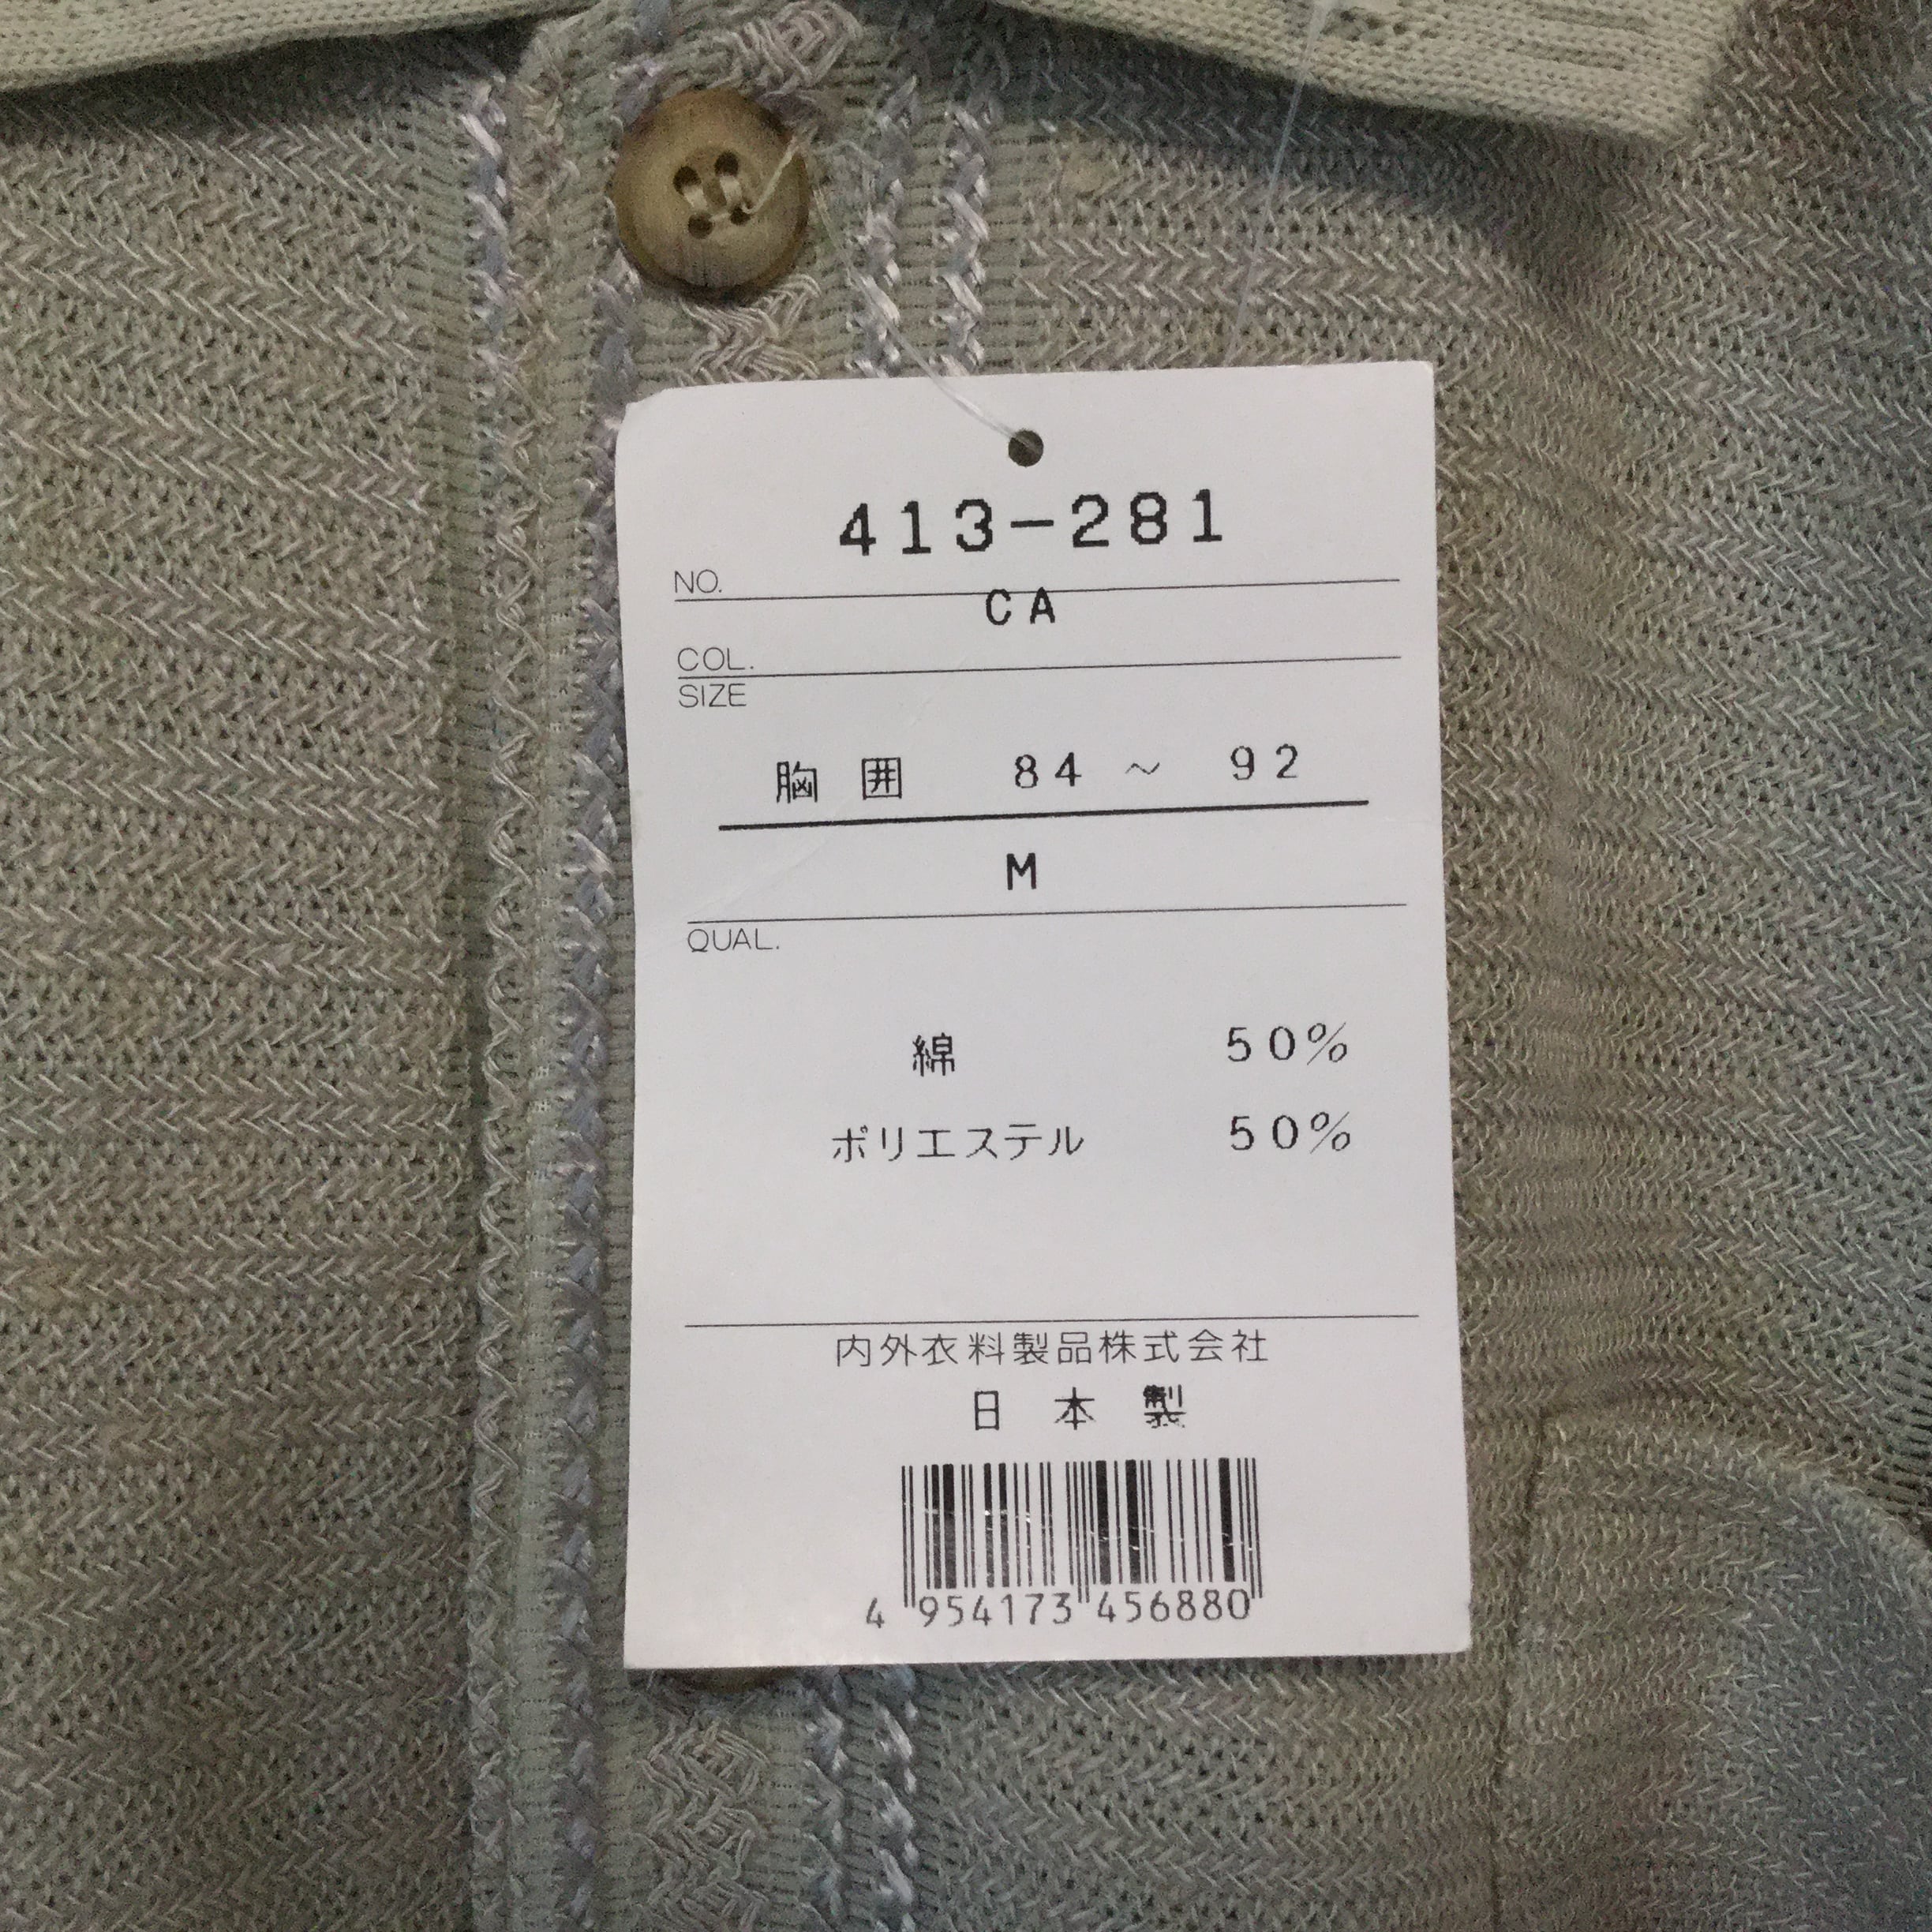 413-281
NO.
CA
COL.
SIZE
胸囲 84 ~ 92
M
QUAL.
綿 50%
ポリエステル 50%
内外衣料製品株式会社
日本製
4 954173 456880